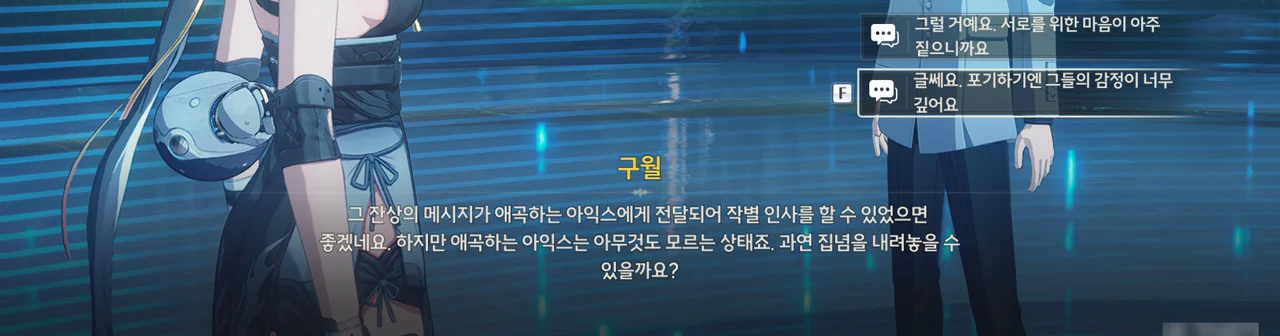 그럴 거예요. 서로를 위한 마음이 아주
짙으니까요
F
글쎄요. 포기하기엔 그들의 감정이 너무
깊어요
구월
그 잔상의 메시지가 애곡하는 아익스에게 전달되어 작별 인사를 할 수 있었으면
좋겠네요. 하지만 애곡하는 아익스는 아무것도 모르는 상태죠. 과연 집념을 내려놓을 수
있을까요?